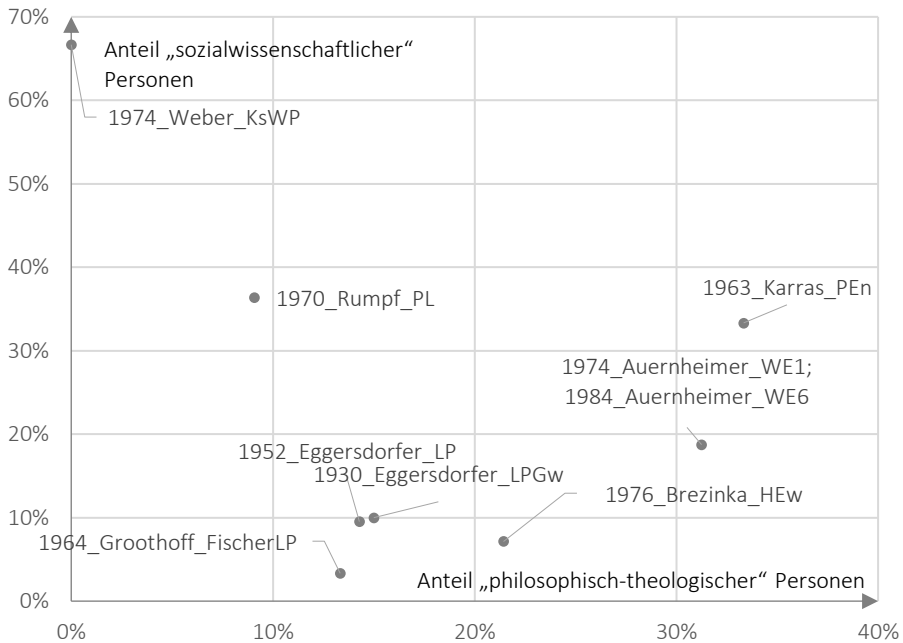 70%
Anteil „sozialwissenschaftlicher“
Personen
60%
1974_Weber_KsWP
50%
40%
1963_Karras_PEn
1970_Rumpf_PL
30%
1974_Auernheimer_WE1;
1984_Auernheimer_WE6
20%
1952_Eggersdorfer_LP
1930_Eggersdorfer_LPGw
1976_Brezinka_HEw
10%
1964_Groothoff_FischerLP
Anteil „philosophisch-theologischer“ Personen
0%
0% 10% 20% 30% 40%